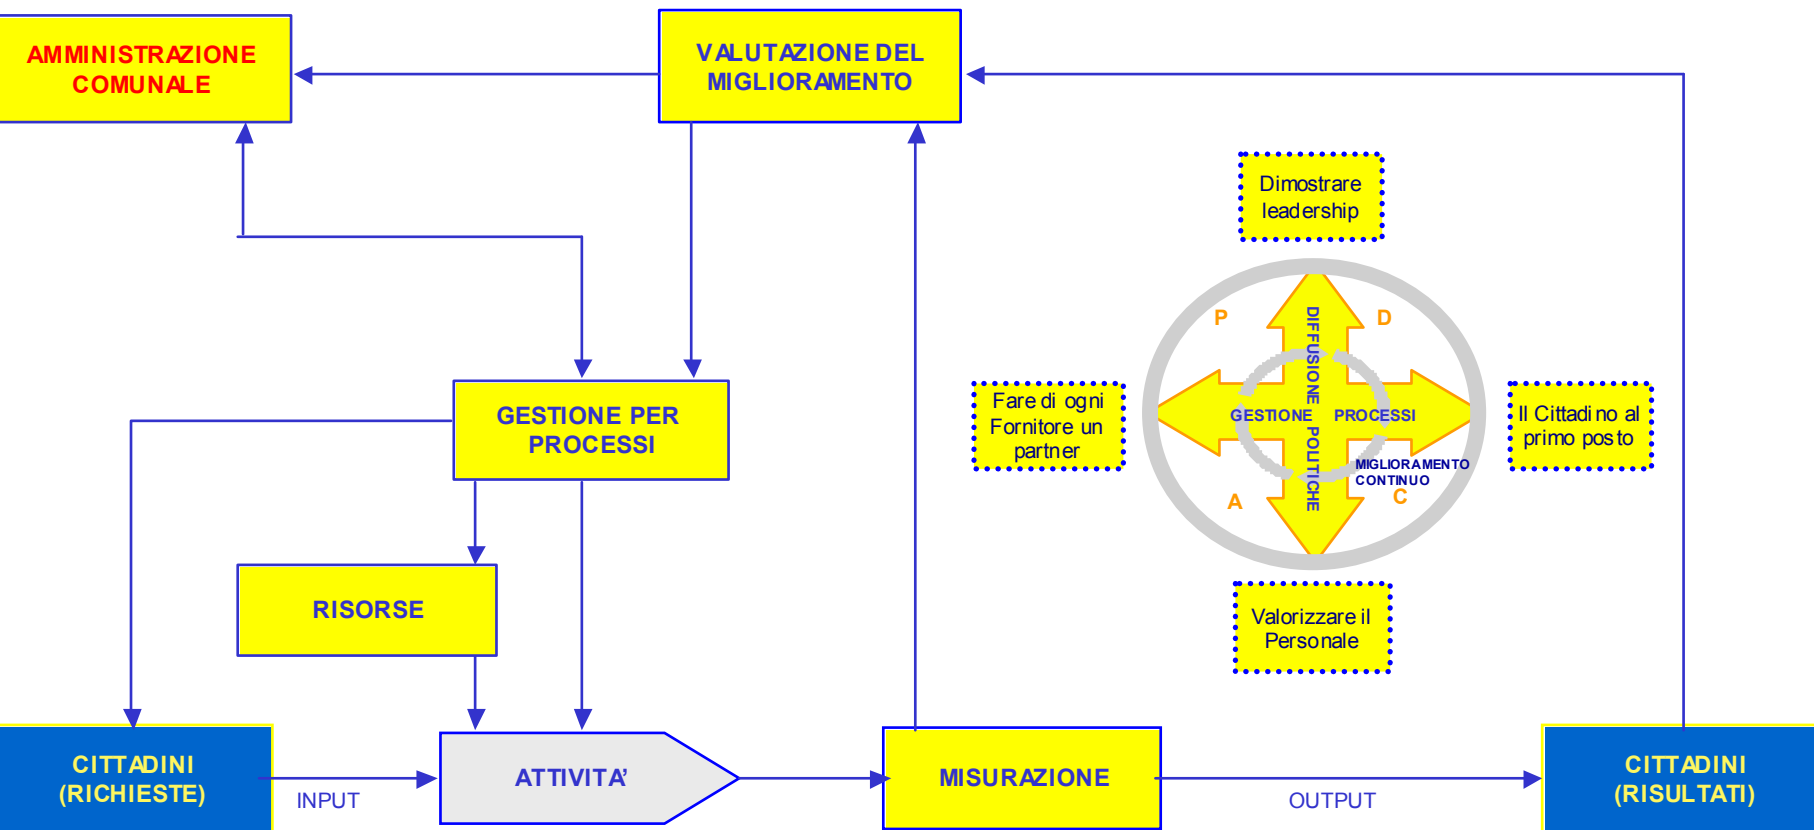 AMMINISTRAZIONE
COMUNALE
VALUTAZIONE DEL
MIGLIORAMENTO
Dimostrare
leadership
P
D
DIFFUSIONE POLITICHE
Fare di ogni
Fornitore un
partner
GESTIONE PROCESSI
Il Cittadino al
primo posto
MIGLIORAMENTO
CONTINUO
A
C
GESTIONE PER
PROCESSI
RISORSE
Valorizzare il
Personale
CITTADINI
(RICHIESTE)
INPUT
ATTIVITA’
MISURAZIONE
OUTPUT
CITTADINI
(RISULTATI)